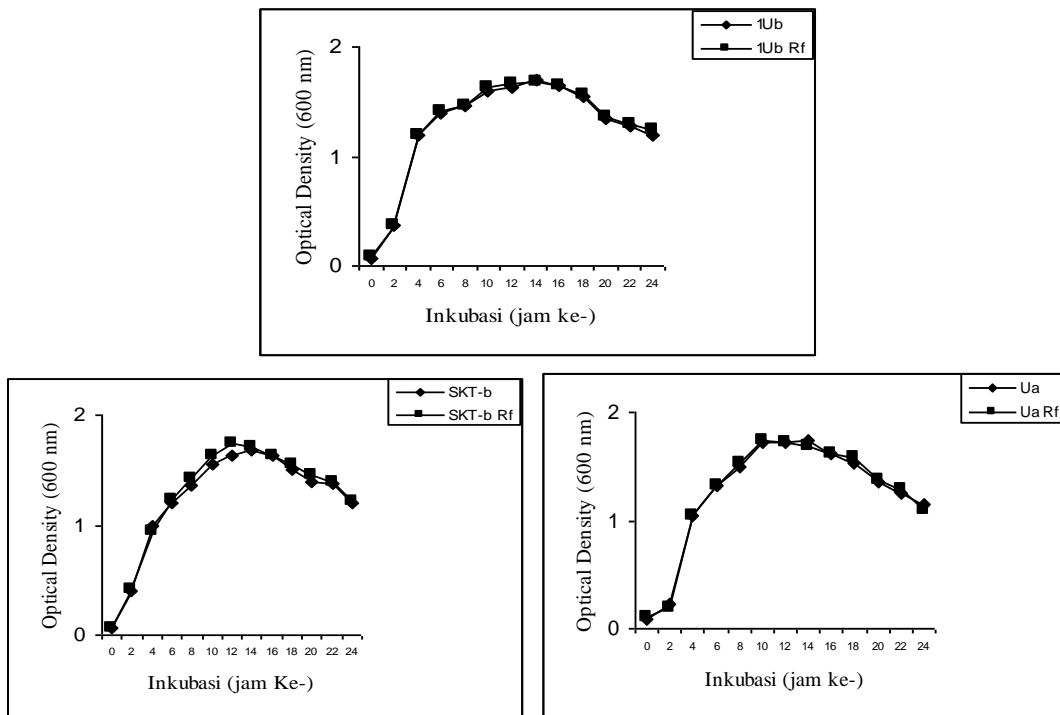 1Ub
1Ub Rf
Optical Density (600 nm)
2
1
0
0 2 4 6 8 10 12 14 16 18 20 22 24
Inkubasi (jam ke-)
SKT-b
SKT-b Rf
Optical Density (600 nm)
2
1
0
0 2 4 6 8 10 12 14 16 18 20 22 24
Inkubasi (jam Ke-)
Ua
Ua Rf
Optical Density (600 nm)
2
1
0
0 2 4 6 8 10 12 14 16 18 20 22 24
Inkubasi (jam ke-)